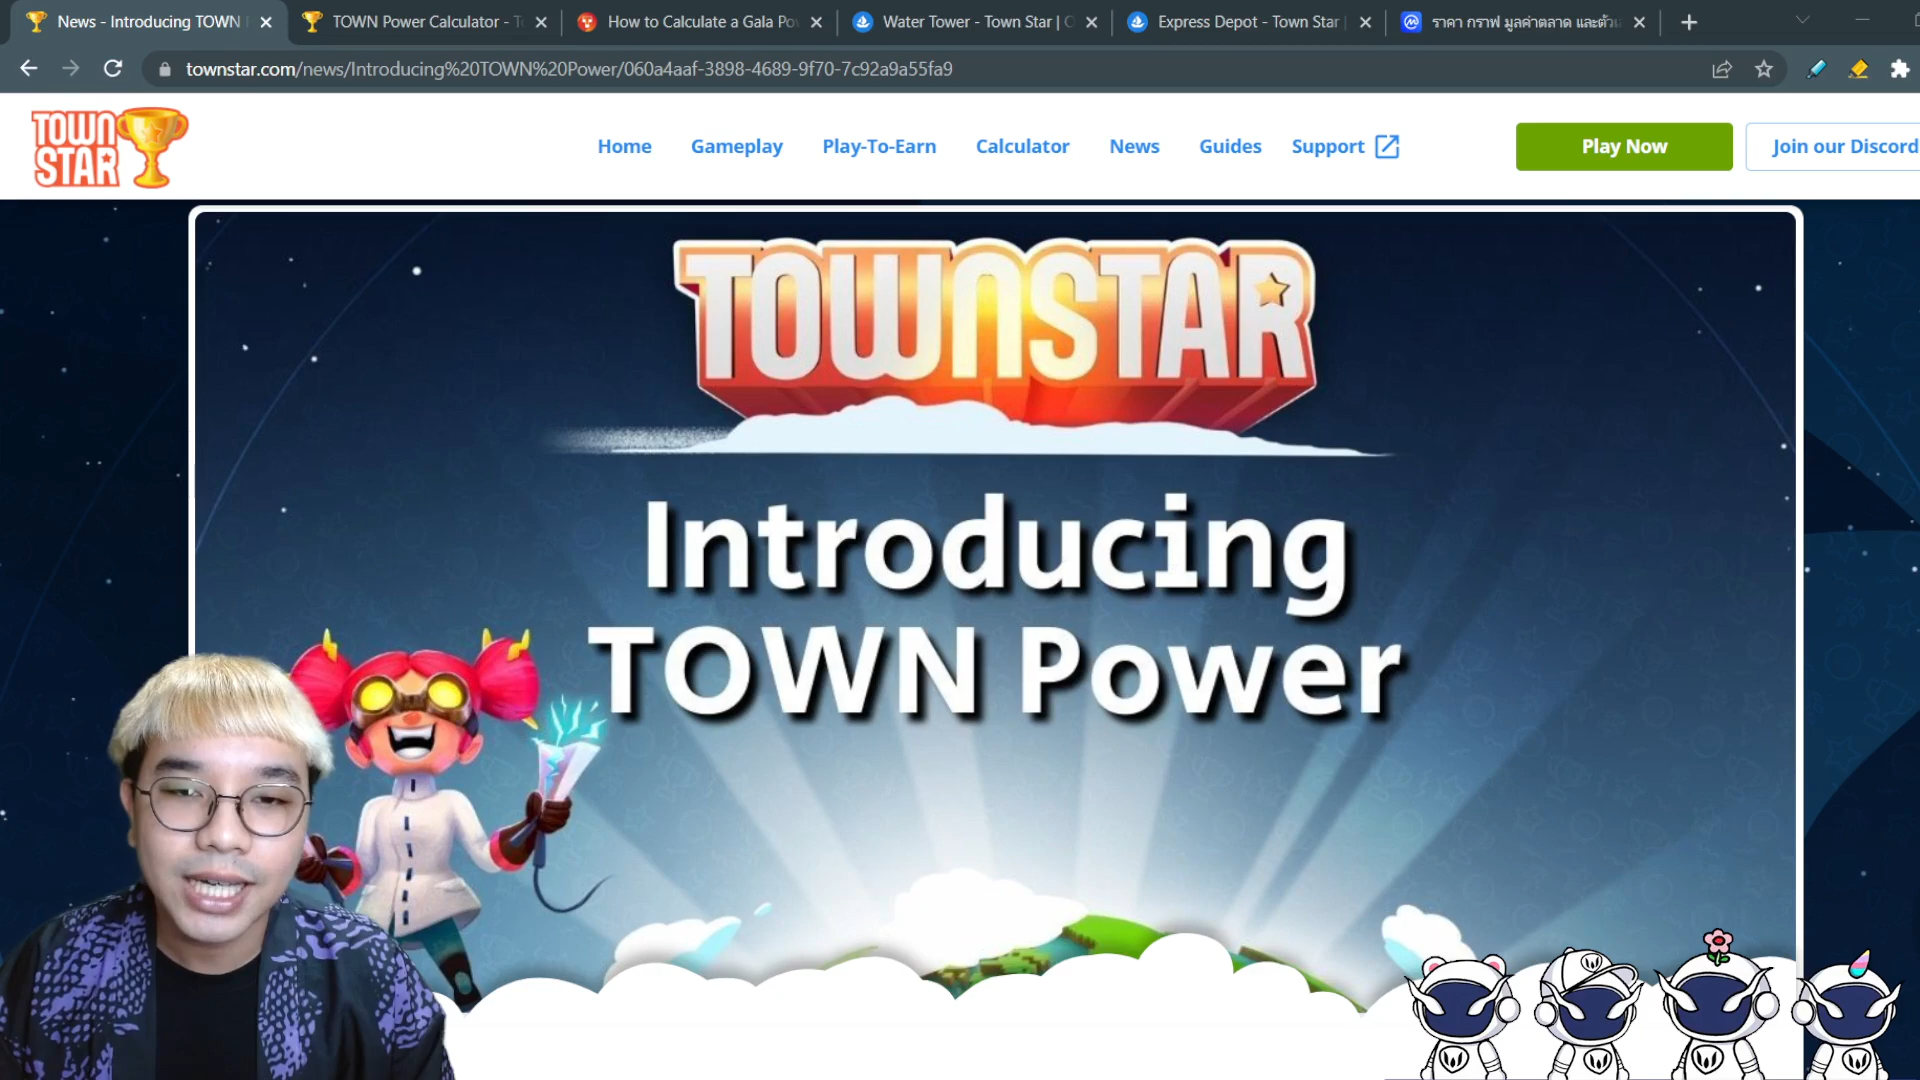 News - Introducing TOWN
TOWN Power Calculator - T
How to Calculate a Gala Po
Water Tower - Town Star |
Express Depot - Town Star |
ราคา กราฟ มูลค่าตลาด และตัว
townstar.com/news/Introducing%20TOWN%20Power/060a4aaf-3898-4689-9f70-7c92a9a55fa9
TOWN STAR
Home
Gameplay
Play-To-Earn
Calculator
News
Guides
Support
Play Now
Join our Discord
TOWNSTAR
Introducing
TOWN Power